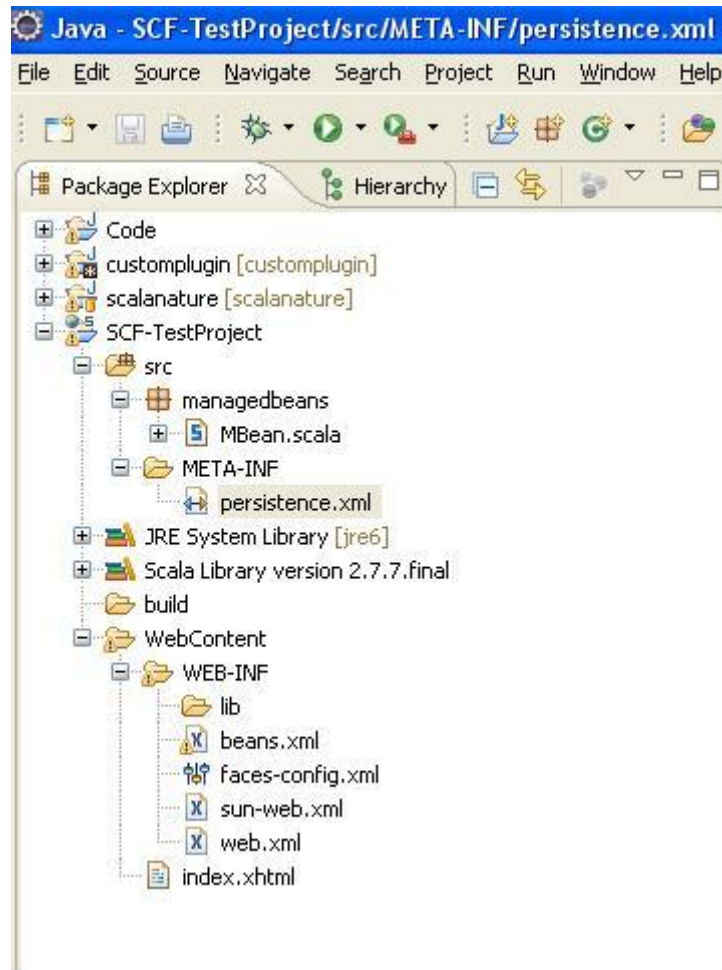 Java - SCF-TestProject/src/META-INF/persistence.xml
File Edit Source Navigate Search Project Run Window Help
Package Explorer Hierarchy
Code
customplugin [customplugin]
scalanature [scalanature]
SCF-TestProject
src
managedbeans
MBean.scala
META-INF
persistence.xml
JRE System Library [jre6]
Scala Library version 2.7.7.final
build
WebContent
WEB-INF
lib
beans.xml
faces-config.xml
sun-web.xml
web.xml
index.xhtml